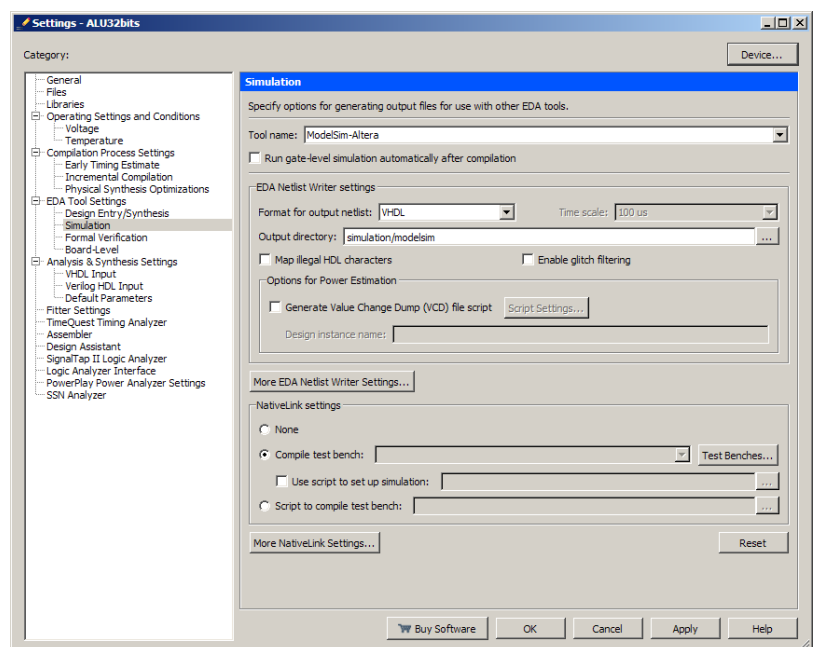 Settings - ALU32bits
Category:
Device...
General
Files
Libraries
Operating Settings and Conditions
Voltage
Temperature
Compilation Process Settings
Early Timing Estimate
Incremental Compilation
Physical Synthesis Optimizations
EDA Tool Settings
Design Entry/Synthesis
Simulation
Formal Verification
Board-Level
Analysis & Synthesis Settings
VHDL Input
Verilog HDL Input
Default Parameters
Fitter Settings
TimeQuest Timing Analyzer
Assembler
Design Assistant
SignalTap II Logic Analyzer
Logic Analyzer Interface
PowerPlay Power Analyzer Settings
SSN Analyzer
Simulation
Specify options for generating output files for use with other EDA tools.
Tool name: ModelSim-Altera
Run gate-level simulation automatically after compilation
EDA Netlist Writer settings
Format for output netlist: VHDL Time scale: 100 us
Output directory: simulation/modelsim ...
Map illegal HDL characters Enable glitch filtering
Options for Power Estimation
Generate Value Change Dump (VCD) file script Script Settings...
Design instance name:
More EDA Netlist Writer Settings...
NativeLink settings
None
Compile test bench: Test Benches...
Use script to set up simulation: ...
Script to compile test bench: ...
More NativeLink Settings... Reset
Buy Software OK Cancel Apply Help